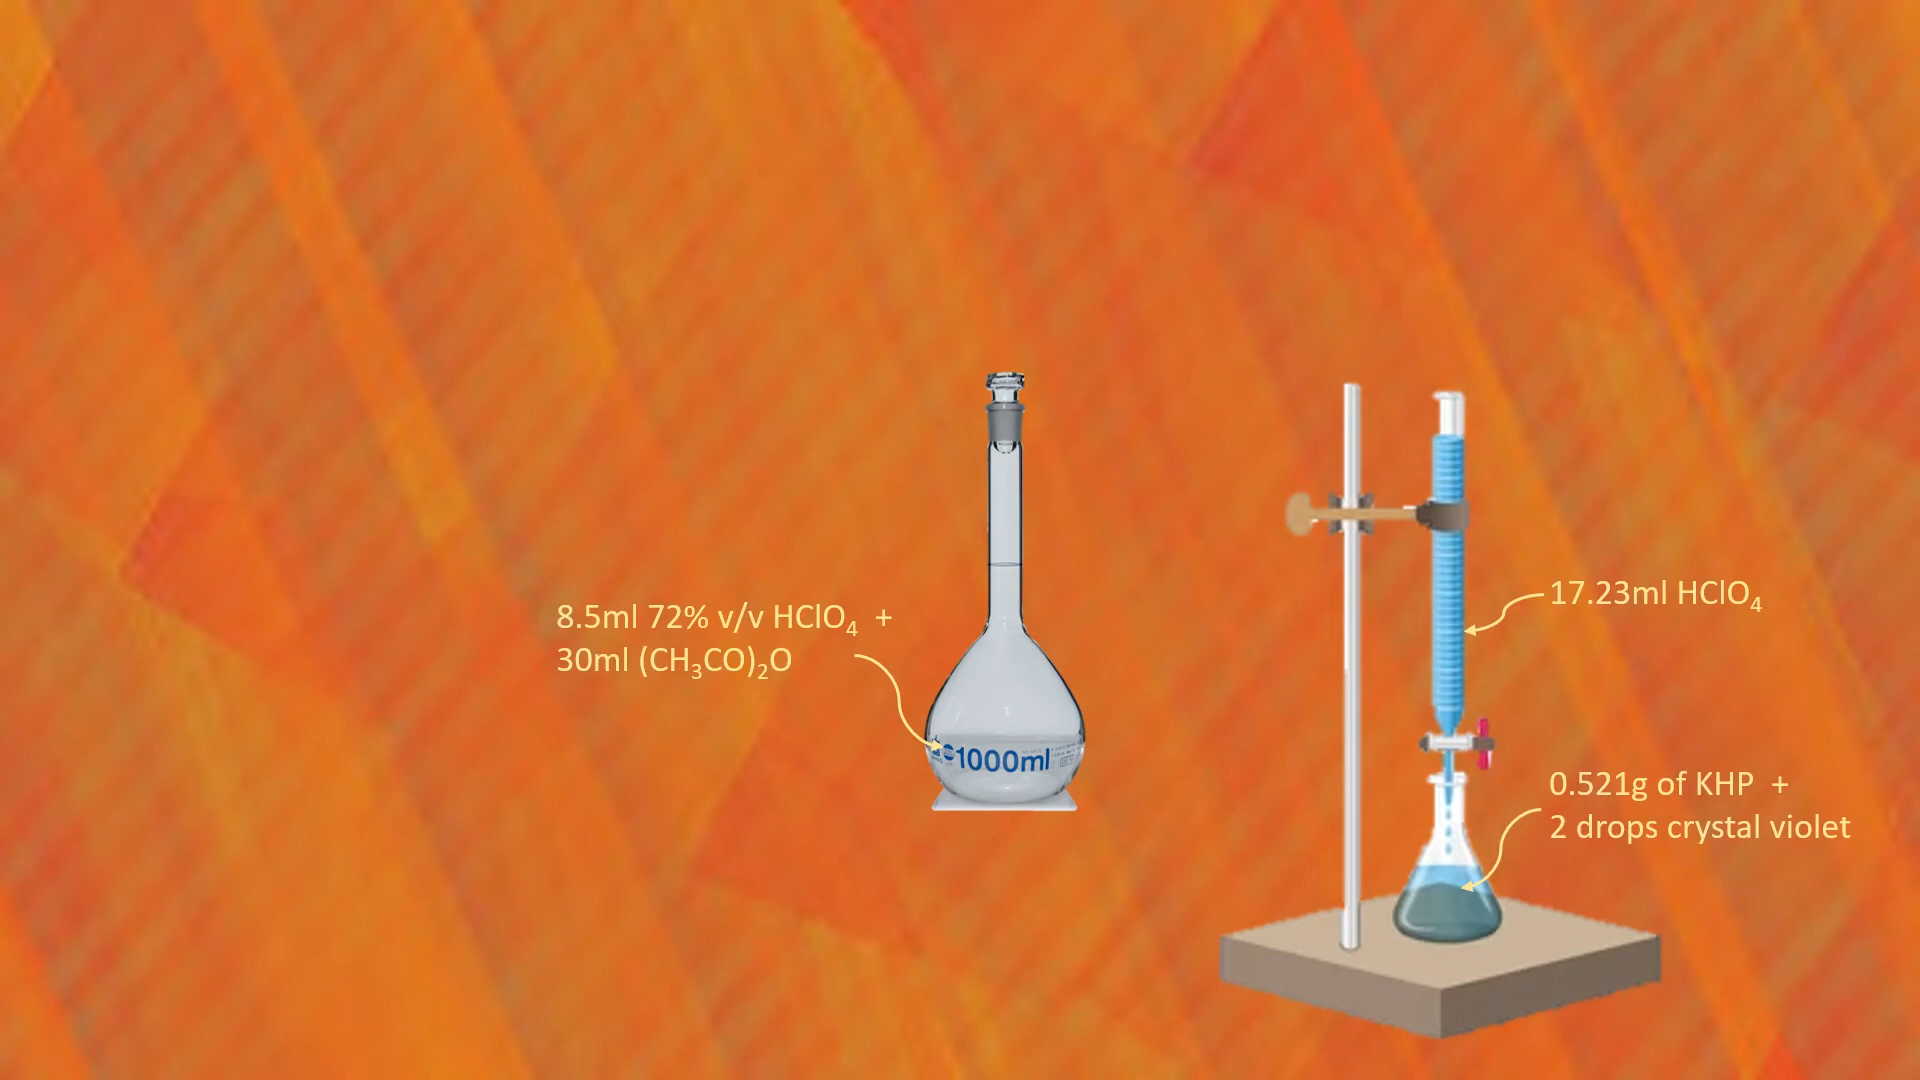 8.5ml 72% v/v HClO₄ +
30ml (CH₃CO)₂O
1000ml
17.23ml HClO₄
0.521g of KHP +
2 drops crystal violet